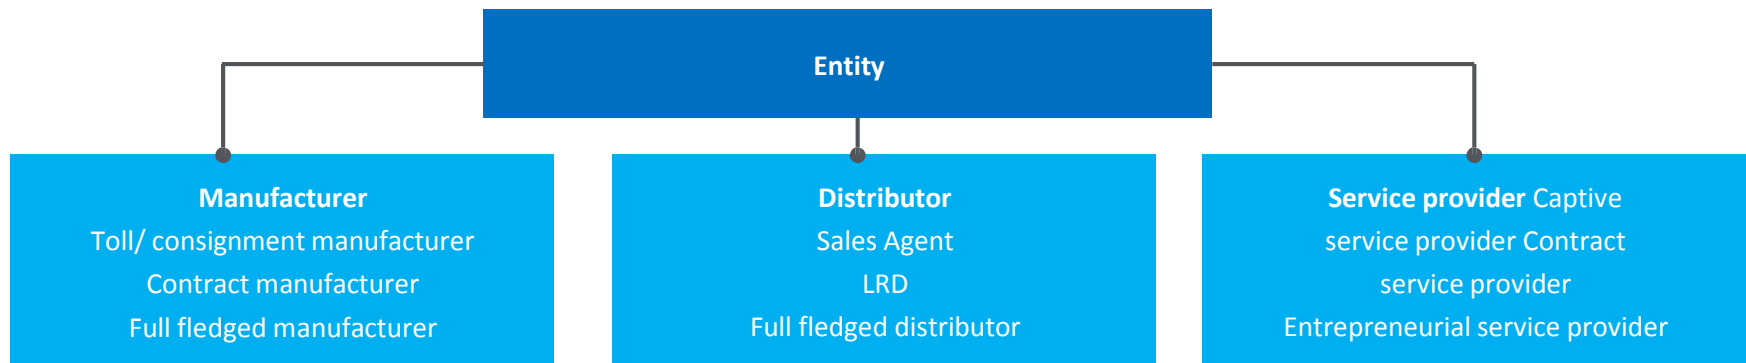 Entity
Manufacturer
Toll/ consignment manufacturer
Contract manufacturer
Full fledged manufacturer
Distributor
Sales Agent
LRD
Full fledged distributor
Service provider Captive
service provider Contract
service provider
Entrepreneurial service provider